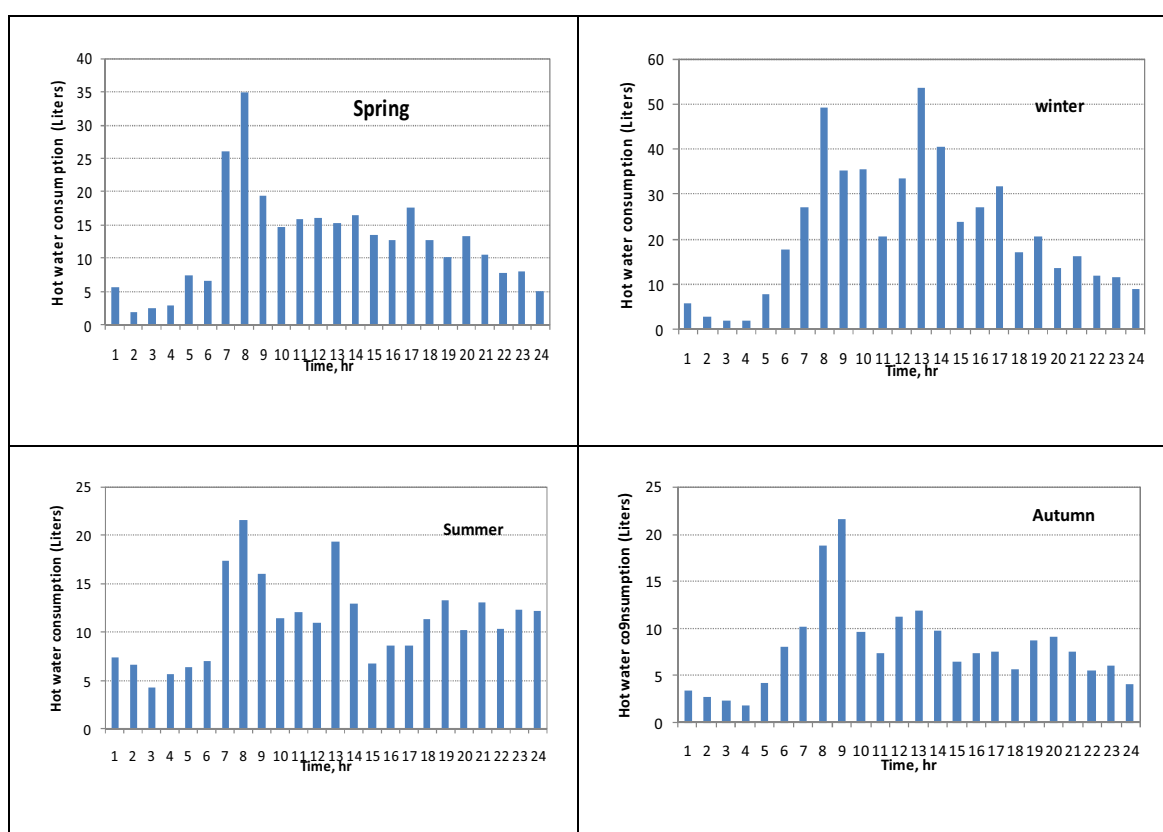 Hot water consumption (Liters)
40
35
30
25
20
15
10
5
0
Spring
1 2 3 4 5 6 7 8 9 10 11 12 13 14 15 16 17 18 19 20 21 22 23 24
Time, hr
Hot water consumption (Liters)
60
50
40
30
20
10
0
winter
1 2 3 4 5 6 7 8 9 10 11 12 13 14 15 16 17 18 19 20 21 22 23 24
Time, hr
Hot water consumption (Liters)
25
20
15
10
5
0
Summer
1 2 3 4 5 6 7 8 9 10 11 12 13 14 15 16 17 18 19 20 21 22 23 24
Time, hr
Hot water co9nsumption (Liters)
25
20
15
10
5
0
Autumn
1 2 3 4 5 6 7 8 9 10 11 12 13 14 15 16 17 18 19 20 21 22 23 24
Time, hr